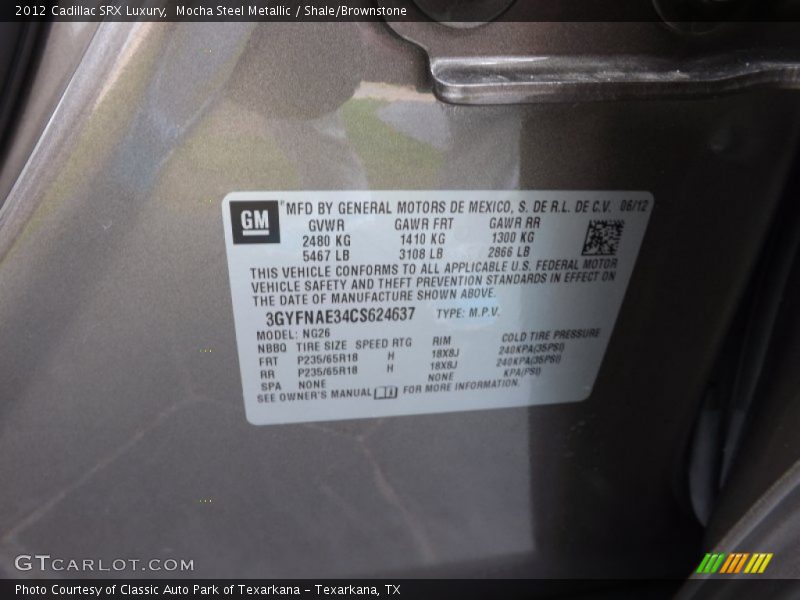 2012 Cadillac SRX Luxury, Mocha Steel Metallic / Shale/Brownstone
GM
MFD BY GENERAL MOTORS DE MEXICO, S. DE R.L. DE C.V. 06/12
GVWR GAWR FRT GAWR RR
2480 KG 1410 KG 1300 KG
5467 LB 3108 LB 2866 LB
THIS VEHICLE CONFORMS TO ALL APPLICABLE U.S. FEDERAL MOTOR
VEHICLE SAFETY AND THEFT PREVENTION STANDARDS IN EFFECT ON
THE DATE OF MANUFACTURE SHOWN ABOVE.
3GYFNAE34CS624637 TYPE: M.P.V.
MODEL: NG26
NBBQ TIRE SIZE SPEED RTG RIM COLD TIRE PRESSURE
FRT P235/65R18 H 18X8J 240KPA(35PSI)
RR P235/65R18 H 18X8J 240KPA(35PSI)
SPA NONE NONE KPA(PSI)
SEE OWNER'S MANUAL FOR MORE INFORMATION.
GTCARLOT.COM
Photo Courtesy of Classic Auto Park of Texarkana – Texarkana, TX